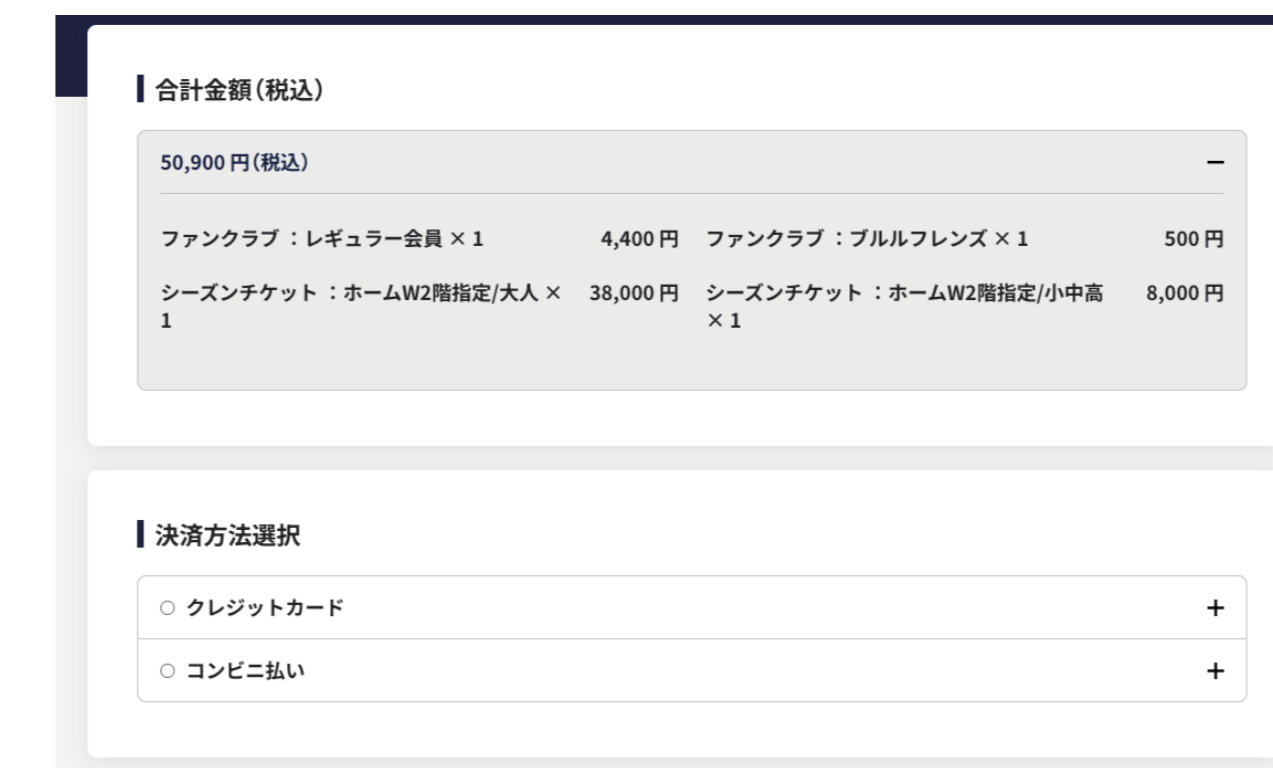 合計金額（税込）
50,900 円（税込）
ファンクラブ ：レギュラー会員 × 1 4,400 円 ファンクラブ ：ブルルフレンズ × 1 500 円
シーズンチケット ：ホームW2階指定/大人 × 38,000 円 シーズンチケット ：ホームW2階指定/小中高 8,000 円
1 × 1
決済方法選択
クレジットカード
コンビニ払い